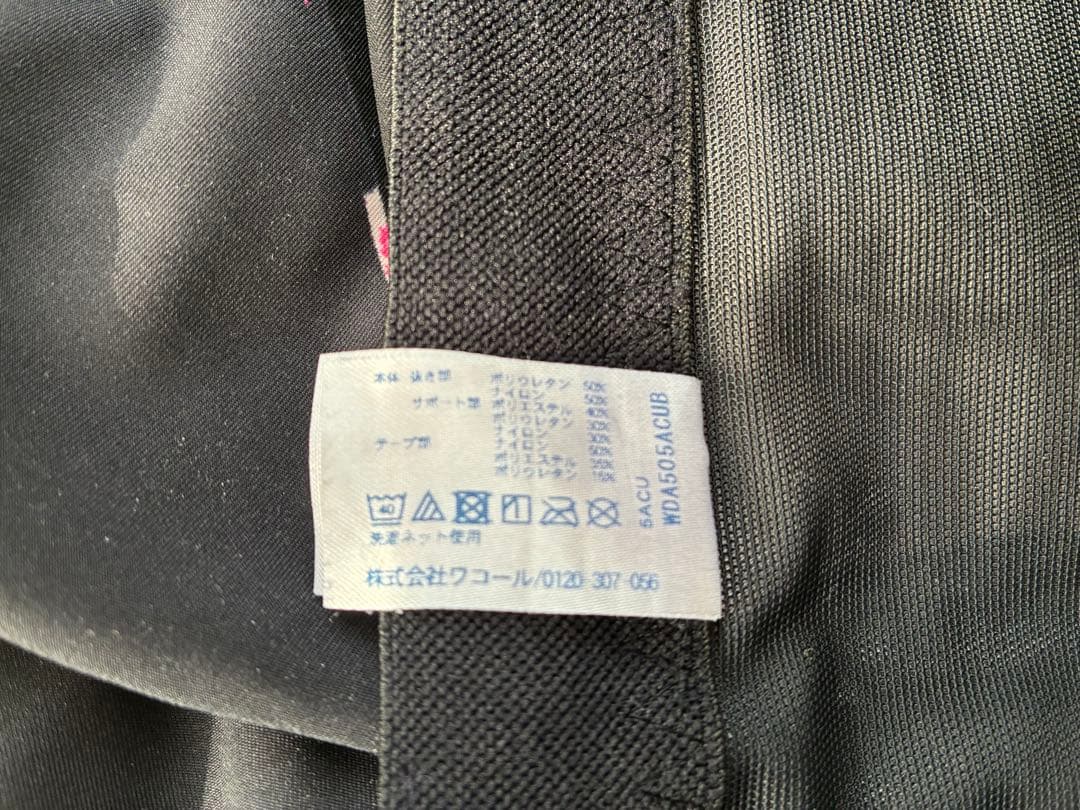 本体 抜き部 ポリウレタン 50%
ナイロン 50%
サポート部 ポリエステル 40%
ポリウレタン 30%
ナイロン 30%
テープ部 ナイロン 50%
ポリエステル 35%
ポリウレタン 15%
40
洗濯ネット使用
株式会社ワコール/0120-307-056
5ACU
WDA505ACUB